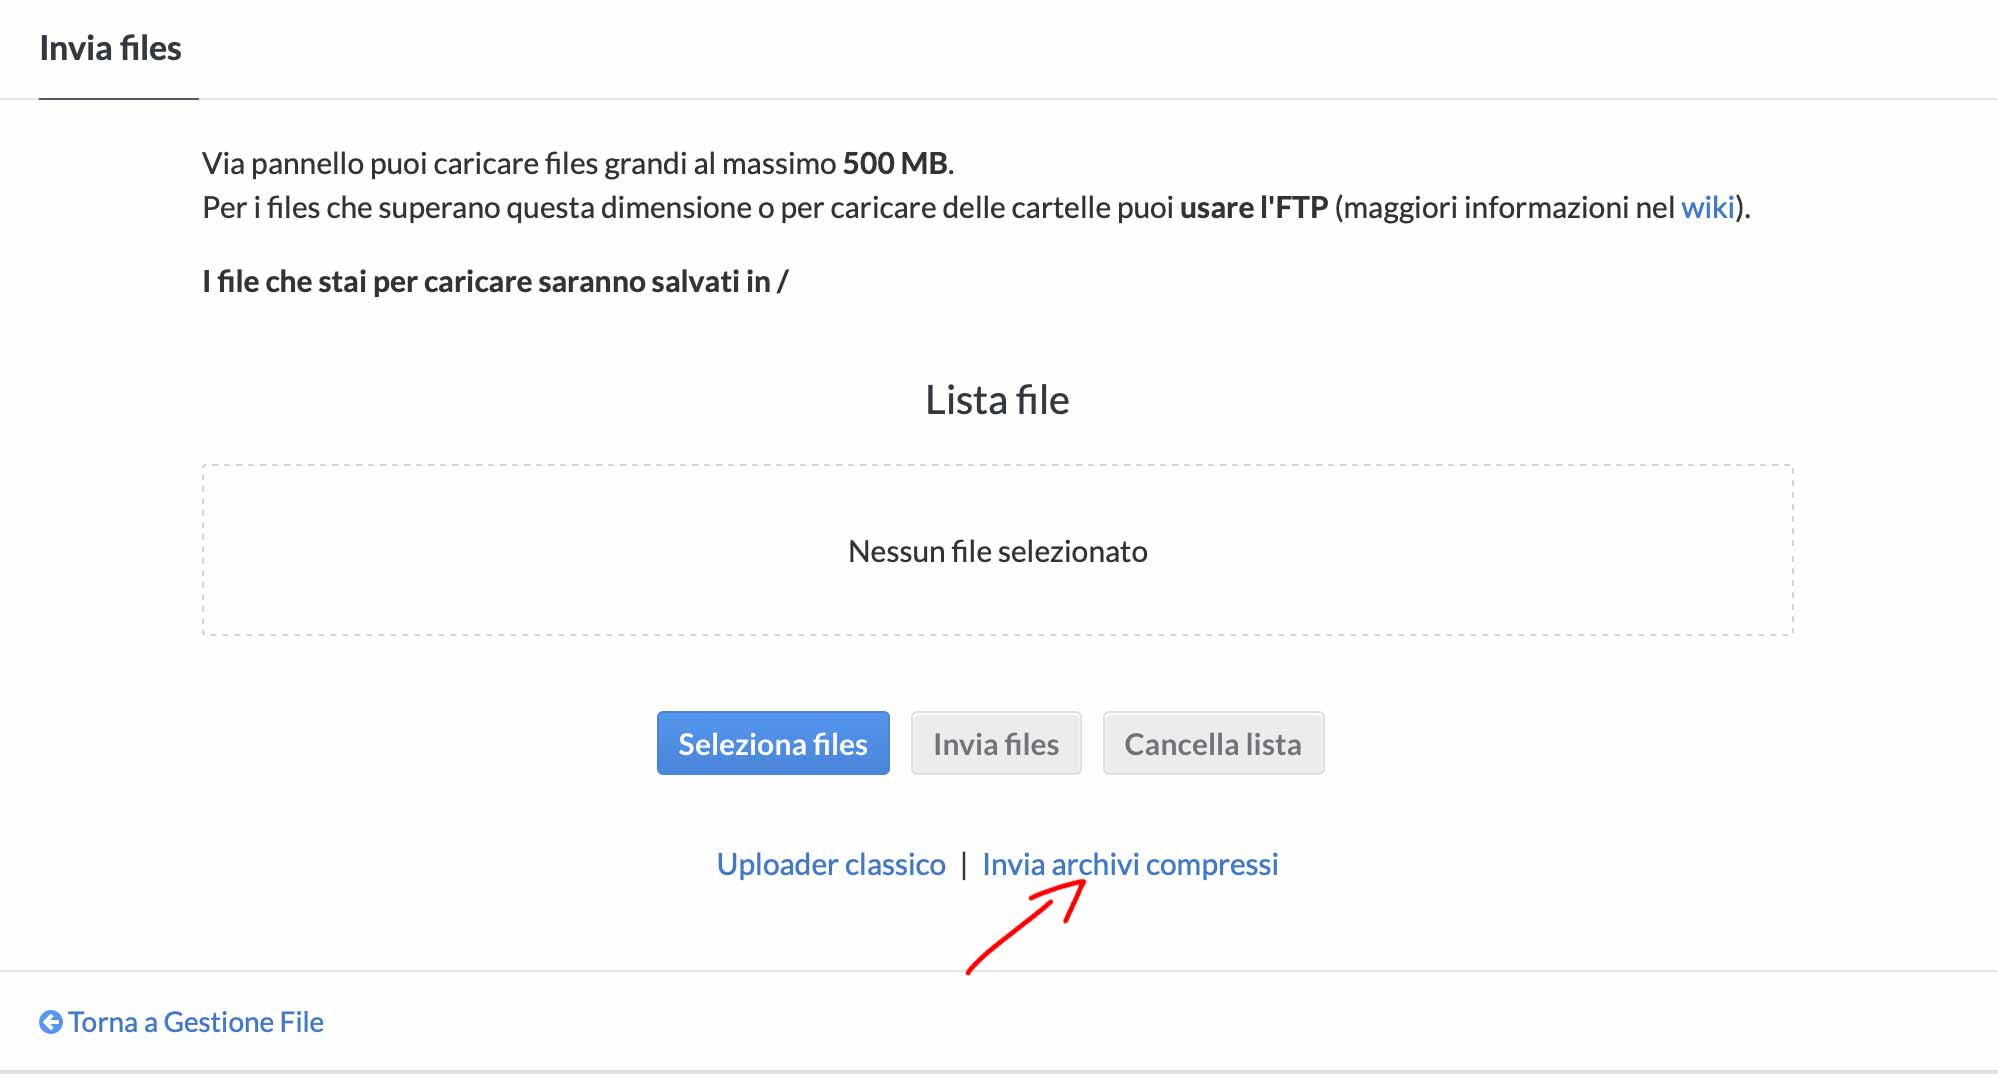 Invia files
Via pannello puoi caricare files grandi al massimo 500 MB.
Per i files che superano questa dimensione o per caricare delle cartelle puoi usare l'FTP (maggiori informazioni nel wiki).
I file che stai per caricare saranno salvati in /
Lista file
Nessun file selezionato
Seleziona files Invia files Cancella lista
Uploader classico | Invia archivi compressi
Torna a Gestione File